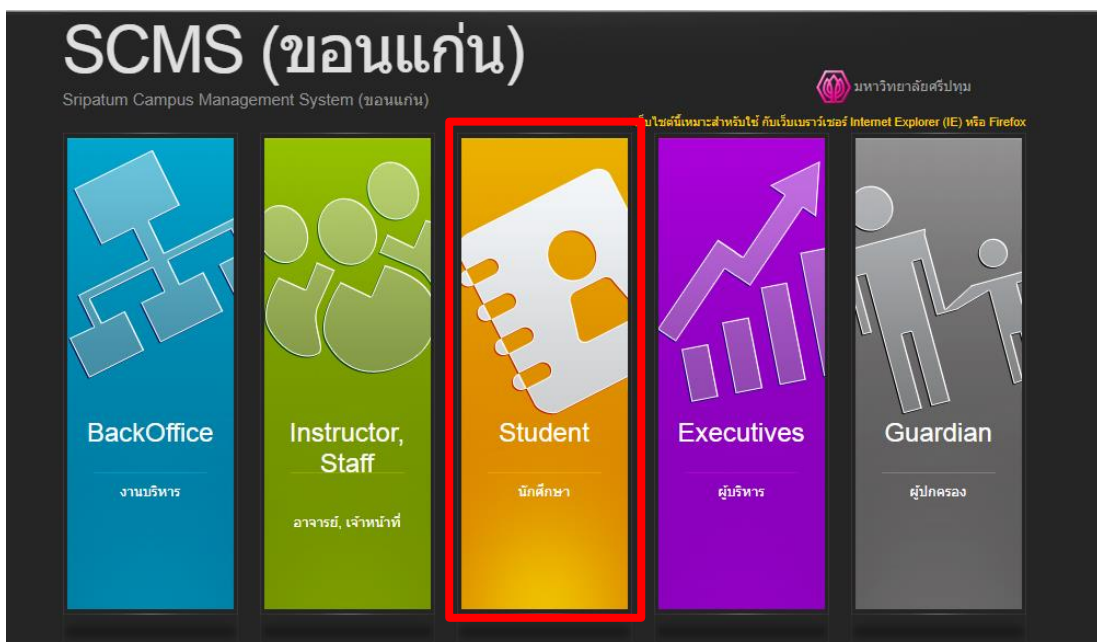 SCMS (ขอนแก่น)
Sripatum Campus Management System (ขอนแก่น)
มหาวิทยาลัยศรีปทุม
ว็บไซต์นี้เหมาะสำหรับใช้ กับเว็บเบราว์เซอร์ Internet Explorer (IE) หรือ Firefox
BackOffice
งานบริหาร
Instructor,
Staff
อาจารย์, เจ้าหน้าที่
Student
นักศึกษา
Executives
ผู้บริหาร
Guardian
ผู้ปกครอง